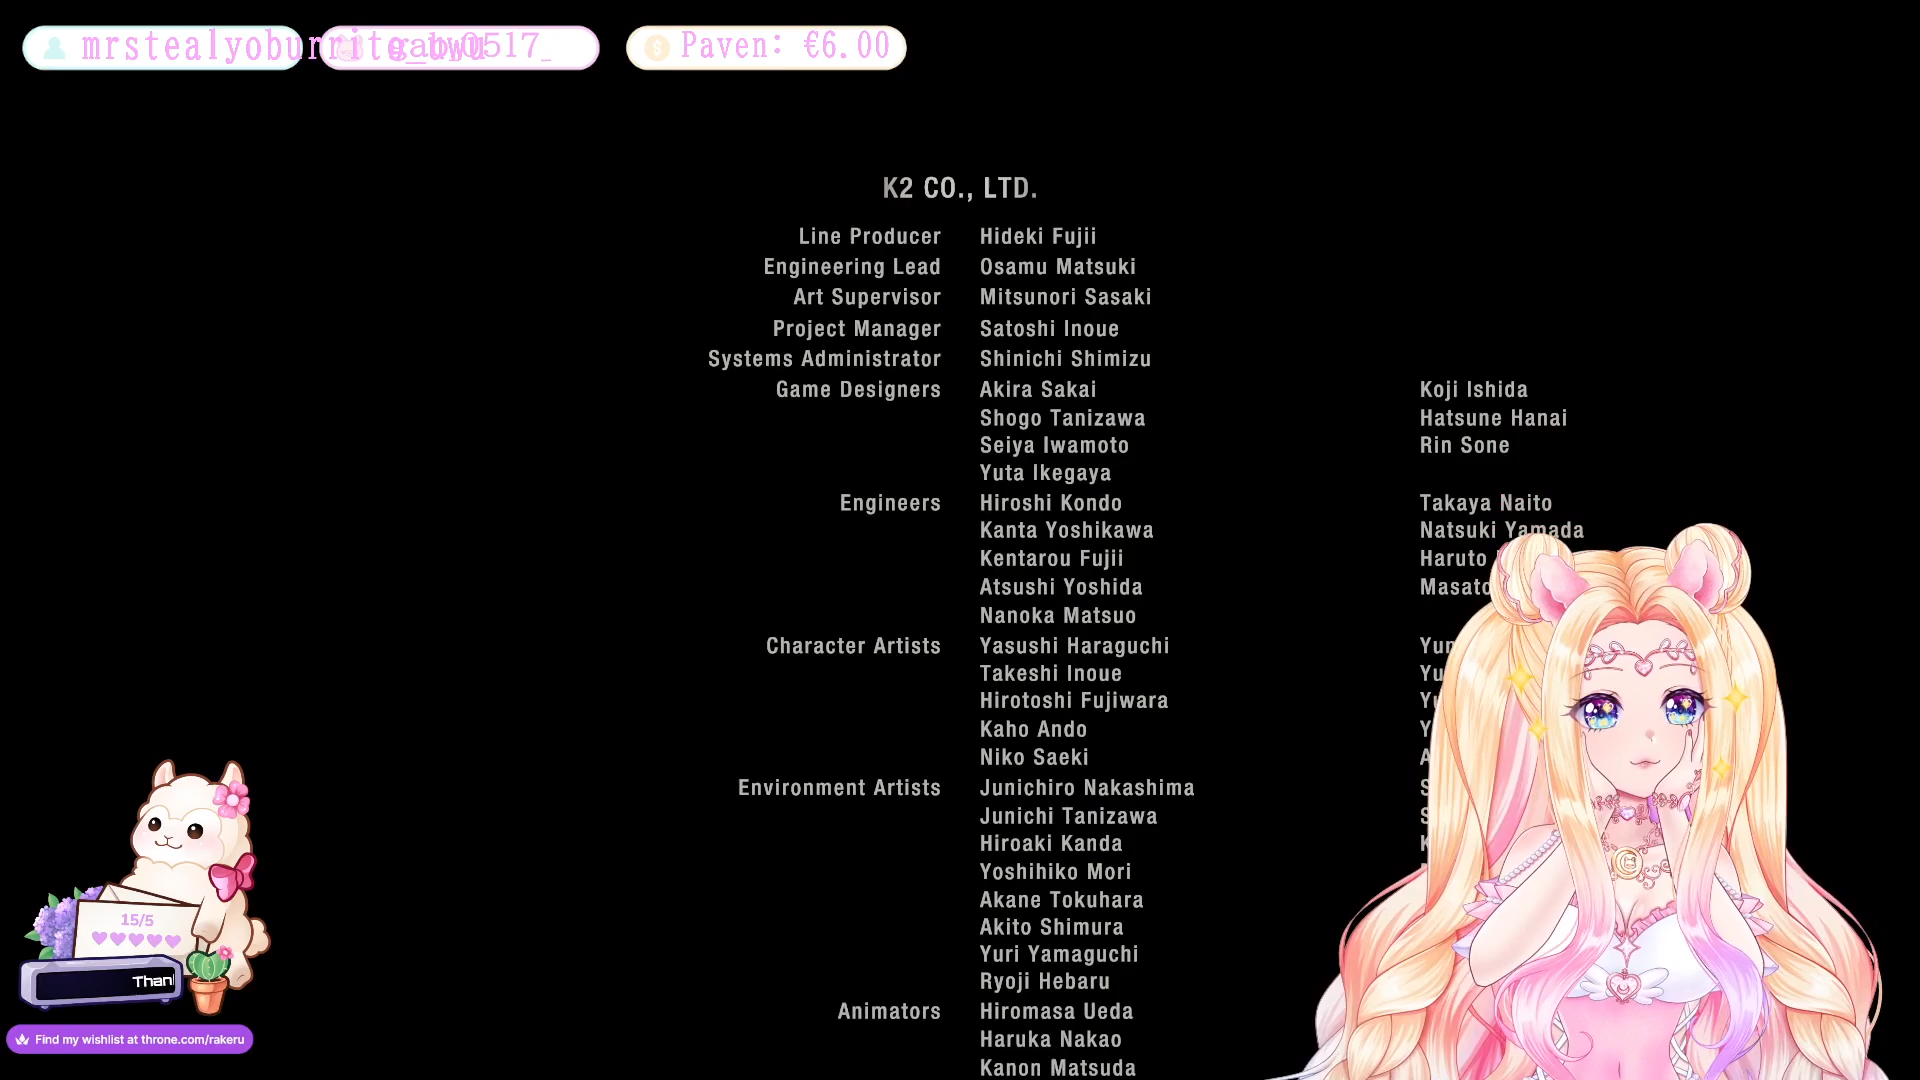 mrstealyoburrito_uwu
gab_0517_
Paven: €6.00
K2 CO., LTD.
Line Producer Hideki Fujii
Engineering Lead Osamu Matsuki
Art Supervisor Mitsunori Sasaki
Project Manager Satoshi Inoue
Systems Administrator Shinichi Shimizu
Game Designers Akira Sakai Koji Ishida
Shogo Tanizawa Hatsune Hanai
Seiya Iwamoto Rin Sone
Yuta Ikegaya
Engineers Hiroshi Kondo Takaya Naito
Kanta Yoshikawa Natsuki Yamada
Kentarou Fujii Haruto
Atsushi Yoshida Masato
Nanoka Matsuo
Character Artists Yasushi Haraguchi
Takeshi Inoue
Hirotoshi Fujiwara
Kaho Ando
Niko Saeki
Environment Artists Junichiro Nakashima
Junichi Tanizawa
Hiroaki Kanda
Yoshihiko Mori
Akane Tokuhara
Akito Shimura
Yuri Yamaguchi
Ryoji Hebaru
Animators Hiromasa Ueda
Haruka Nakao
Kanon Matsuda
15/5
Than
Find my wishlist at throne.com/rakeru